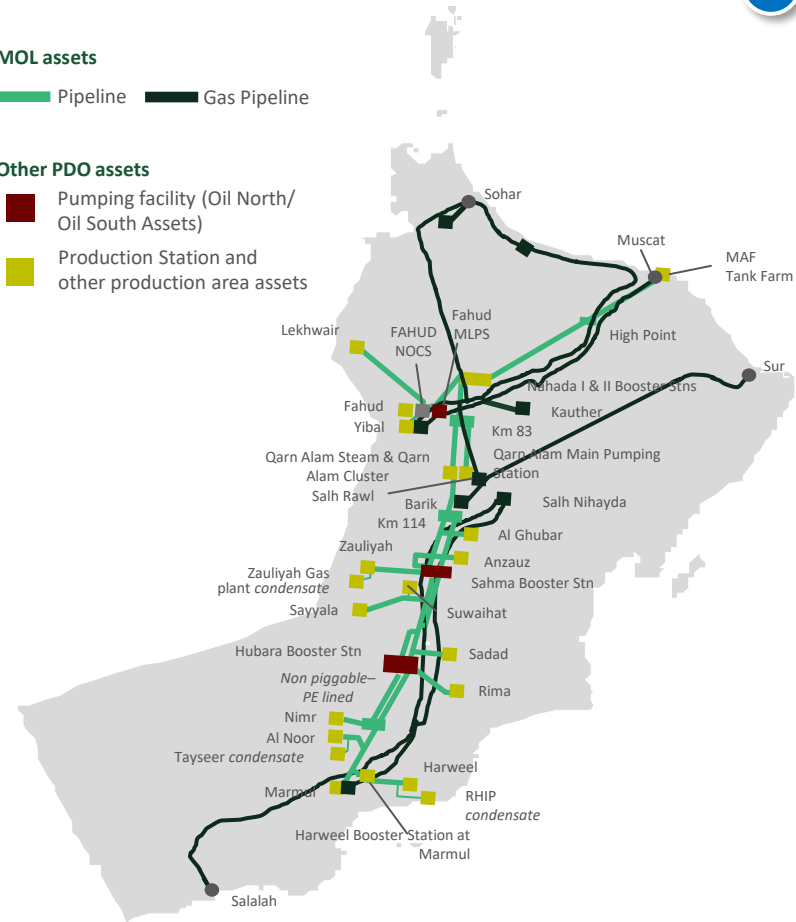 MOL assets
Pipeline
Gas Pipeline
Other PDO assets
Pumping facility (Oil North/
Oil South Assets)
Production Station and
other production area assets
Sohar
Muscat
MAF
Tank Farm
Fahud
MLPS
FAHUD
NOCS
Lekhwair
High Point
Sur
Nahada I & II Booster Stns
Fahud
Kauther
Yibal
Km 83
Qarn Alam Steam & Qarn
Alam Cluster
Qarn Alam Main Pumping
Station
Salh Rawl
Barik
Salh Nihayda
Km 114
Al Ghubar
Zauliyah
Anzauz
Zauliyah Gas
plant condensate
Sahma Booster Stn
Sayyala
Suwaihat
Hubara Booster Stn
Sadad
Non piggable–
PE lined
Rima
Nimr
Al Noor
Tayseer condensate
Harweel
Marmul
RHIP
condensate
Harweel Booster Station at
Marmul
Salalah